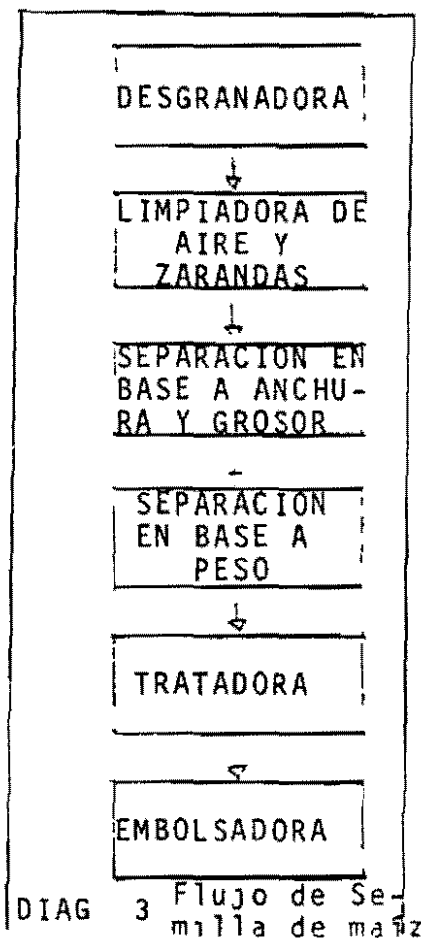 DESGRANADORA
LIMPIADORA DE
AIRE Y
ZARANDAS
SEPARACION EN
BASE A ANCHU-
RA Y GROSOR
SEPARACION
EN BASE A
PESO
TRATADORA
EMBOLSADORA
DIAG 3 Flujo de Se-
milla de maíz